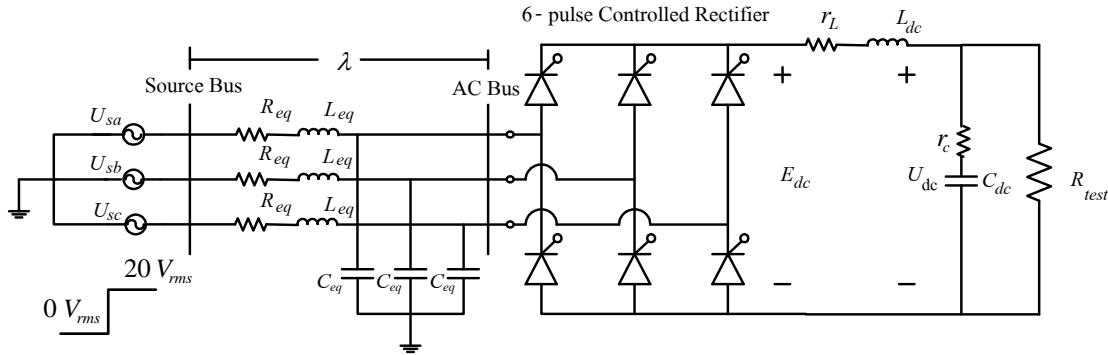 6- pulse Controlled Rectifier
r_L
L_dc
λ
Source Bus
AC Bus
U_sa
R_eq
L_eq
U_sb
R_eq
L_eq
U_sc
R_eq
L_eq
C_eq
C_eq
C_eq
+
+
E_dc
U_dc
r_c
C_dc
R_test
−
−
20 V_rms
0 V_rms